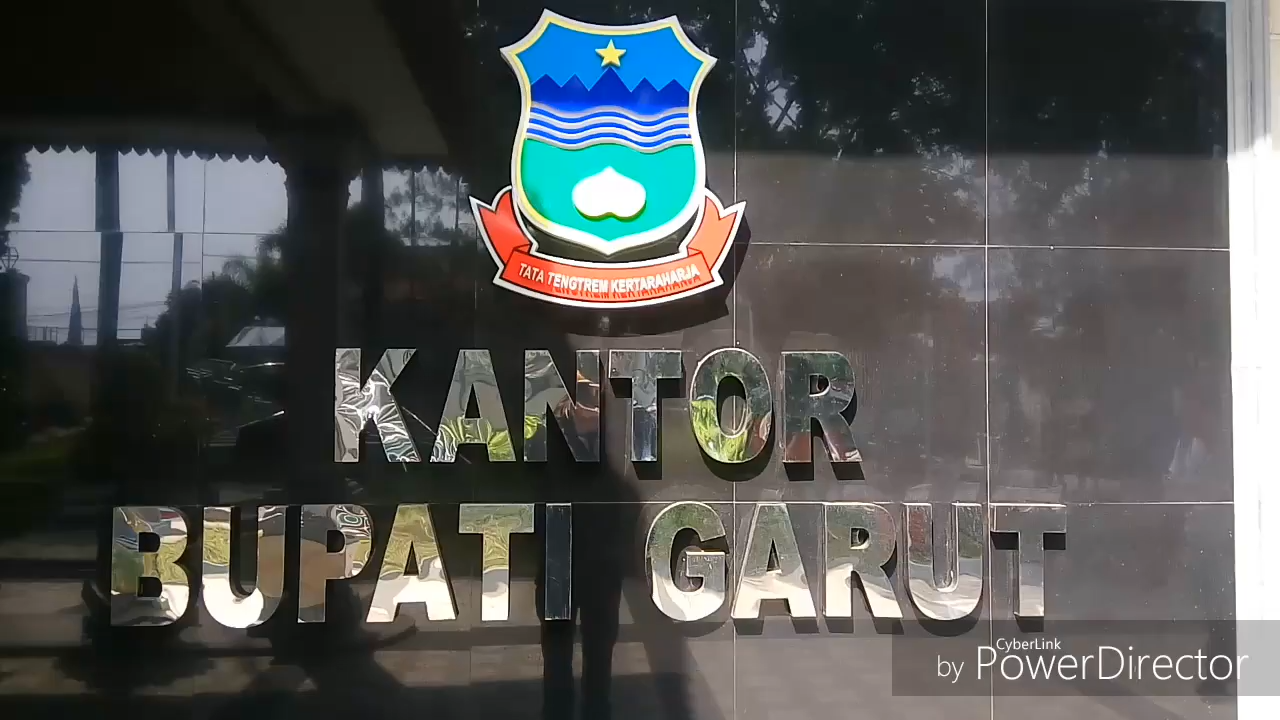 TATA TENGTREM KERTARAHARJA
KANTOR
BUPATI GARUT
CyberLink
by PowerDirector